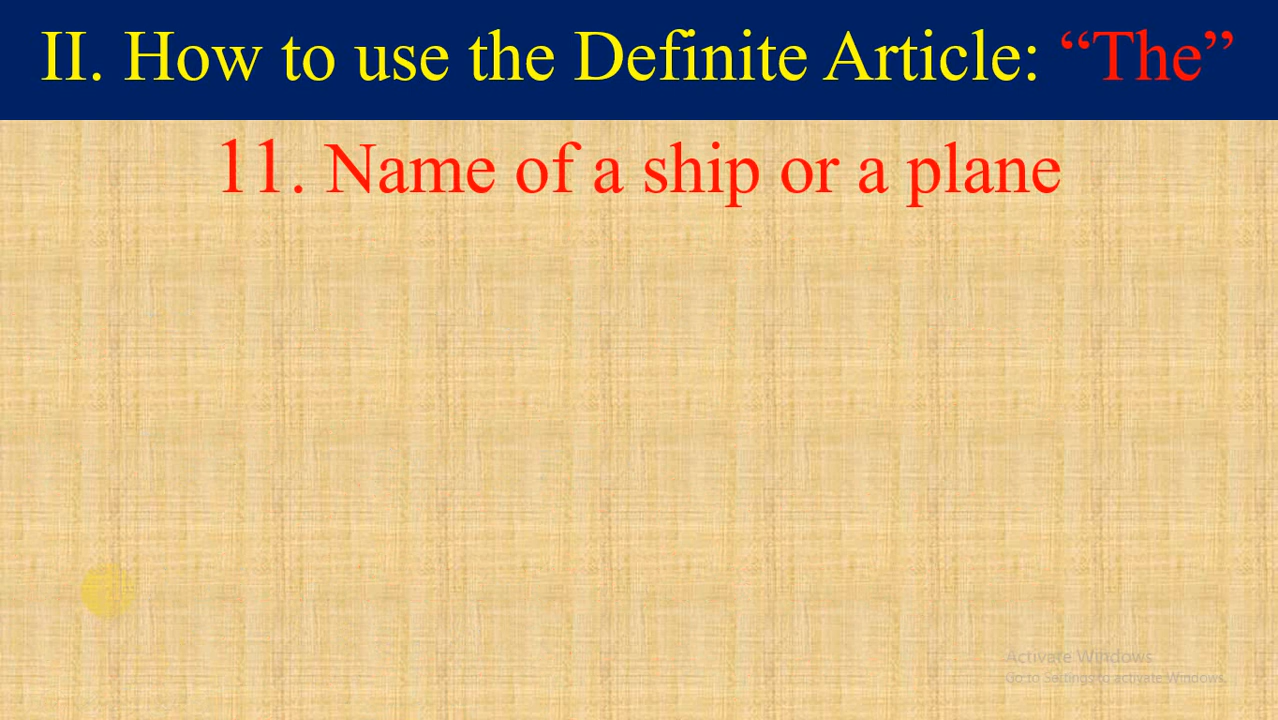 II. How to use the Definite Article: “The”
11. Name of a ship or a plane
Activate Windows
Go to Settings to activate Windows.